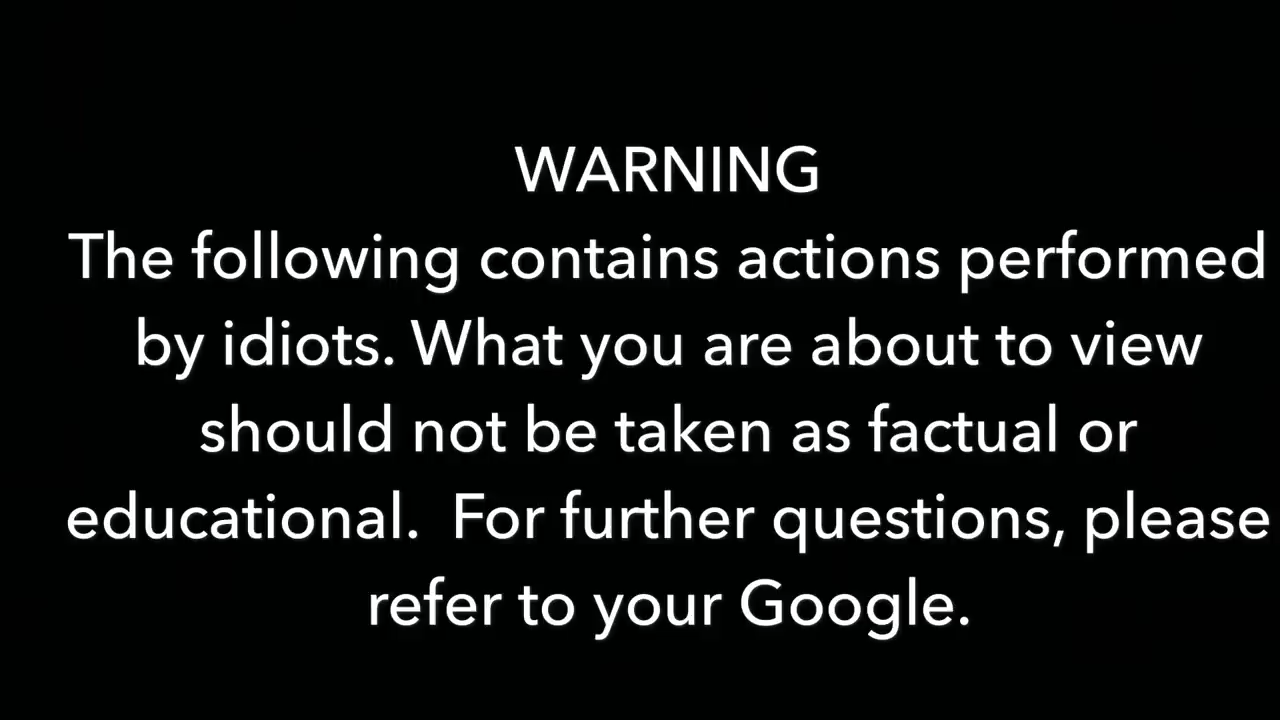 WARNING
The following contains actions performed
by idiots. What you are about to view
should not be taken as factual or
educational.  For further questions, please
refer to your Google.